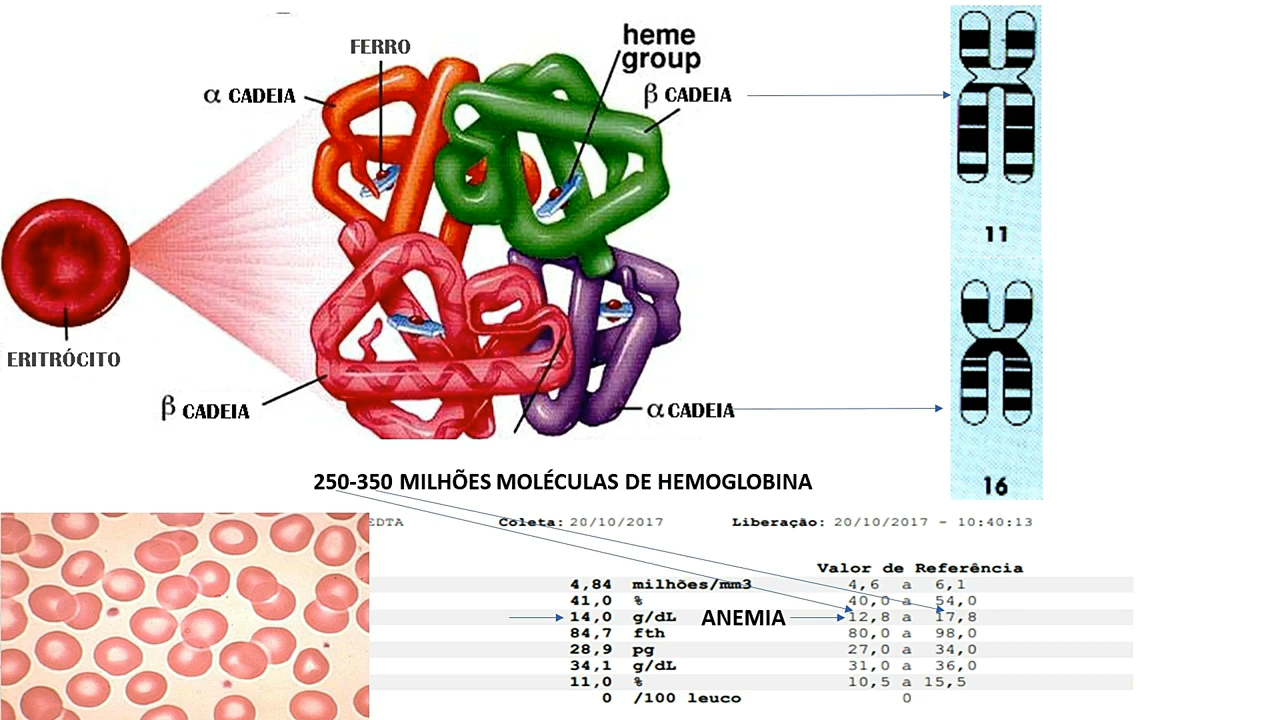 FERRO
heme
group
α CADEIA
β CADEIA
ERITRÓCITO
β CADEIA
α CADEIA
11
16
250-350 MILHÕES MOLÉCULAS DE HEMOGLOBINA
EDTA Coleta: 20/10/2017 Liberação: 20/10/2017 - 10:40:13
Valor de Referência
4,84 milhões/mm3 4,6 a 6,1
41,0 % 40,0 a 54,0
14,0 g/dL ANEMIA 12,8 a 17,8
84,7 fth 80,0 a 98,0
28,9 pg 27,0 a 34,0
34,1 g/dL 31,0 a 36,0
11,0 % 10,5 a 15,5
0 /100 leuco 0